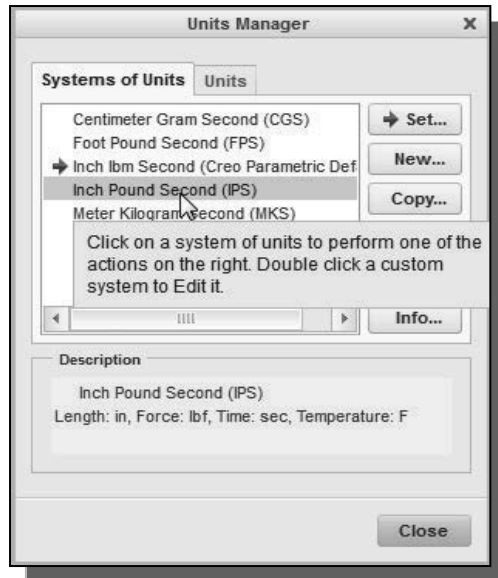 Units Manager
X
Systems of Units
Units
Centimeter Gram Second (CGS)
Foot Pound Second (FPS)
Inch lbm Second (Creo Parametric Def
Inch Pound Second (IPS)
Meter Kilogram Second (MKS)
Set...
New...
Copy...
Info...
Click on a system of units to perform one of the
actions on the right. Double click a custom
system to Edit it.
Description
Inch Pound Second (IPS)
Length: in, Force: lbf, Time: sec, Temperature: F
Close